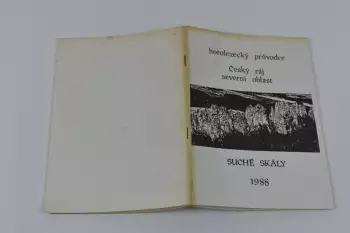 horolezecký průvodce
Český ráj
severní oblast
SUCHÉ SKÁLY
1988